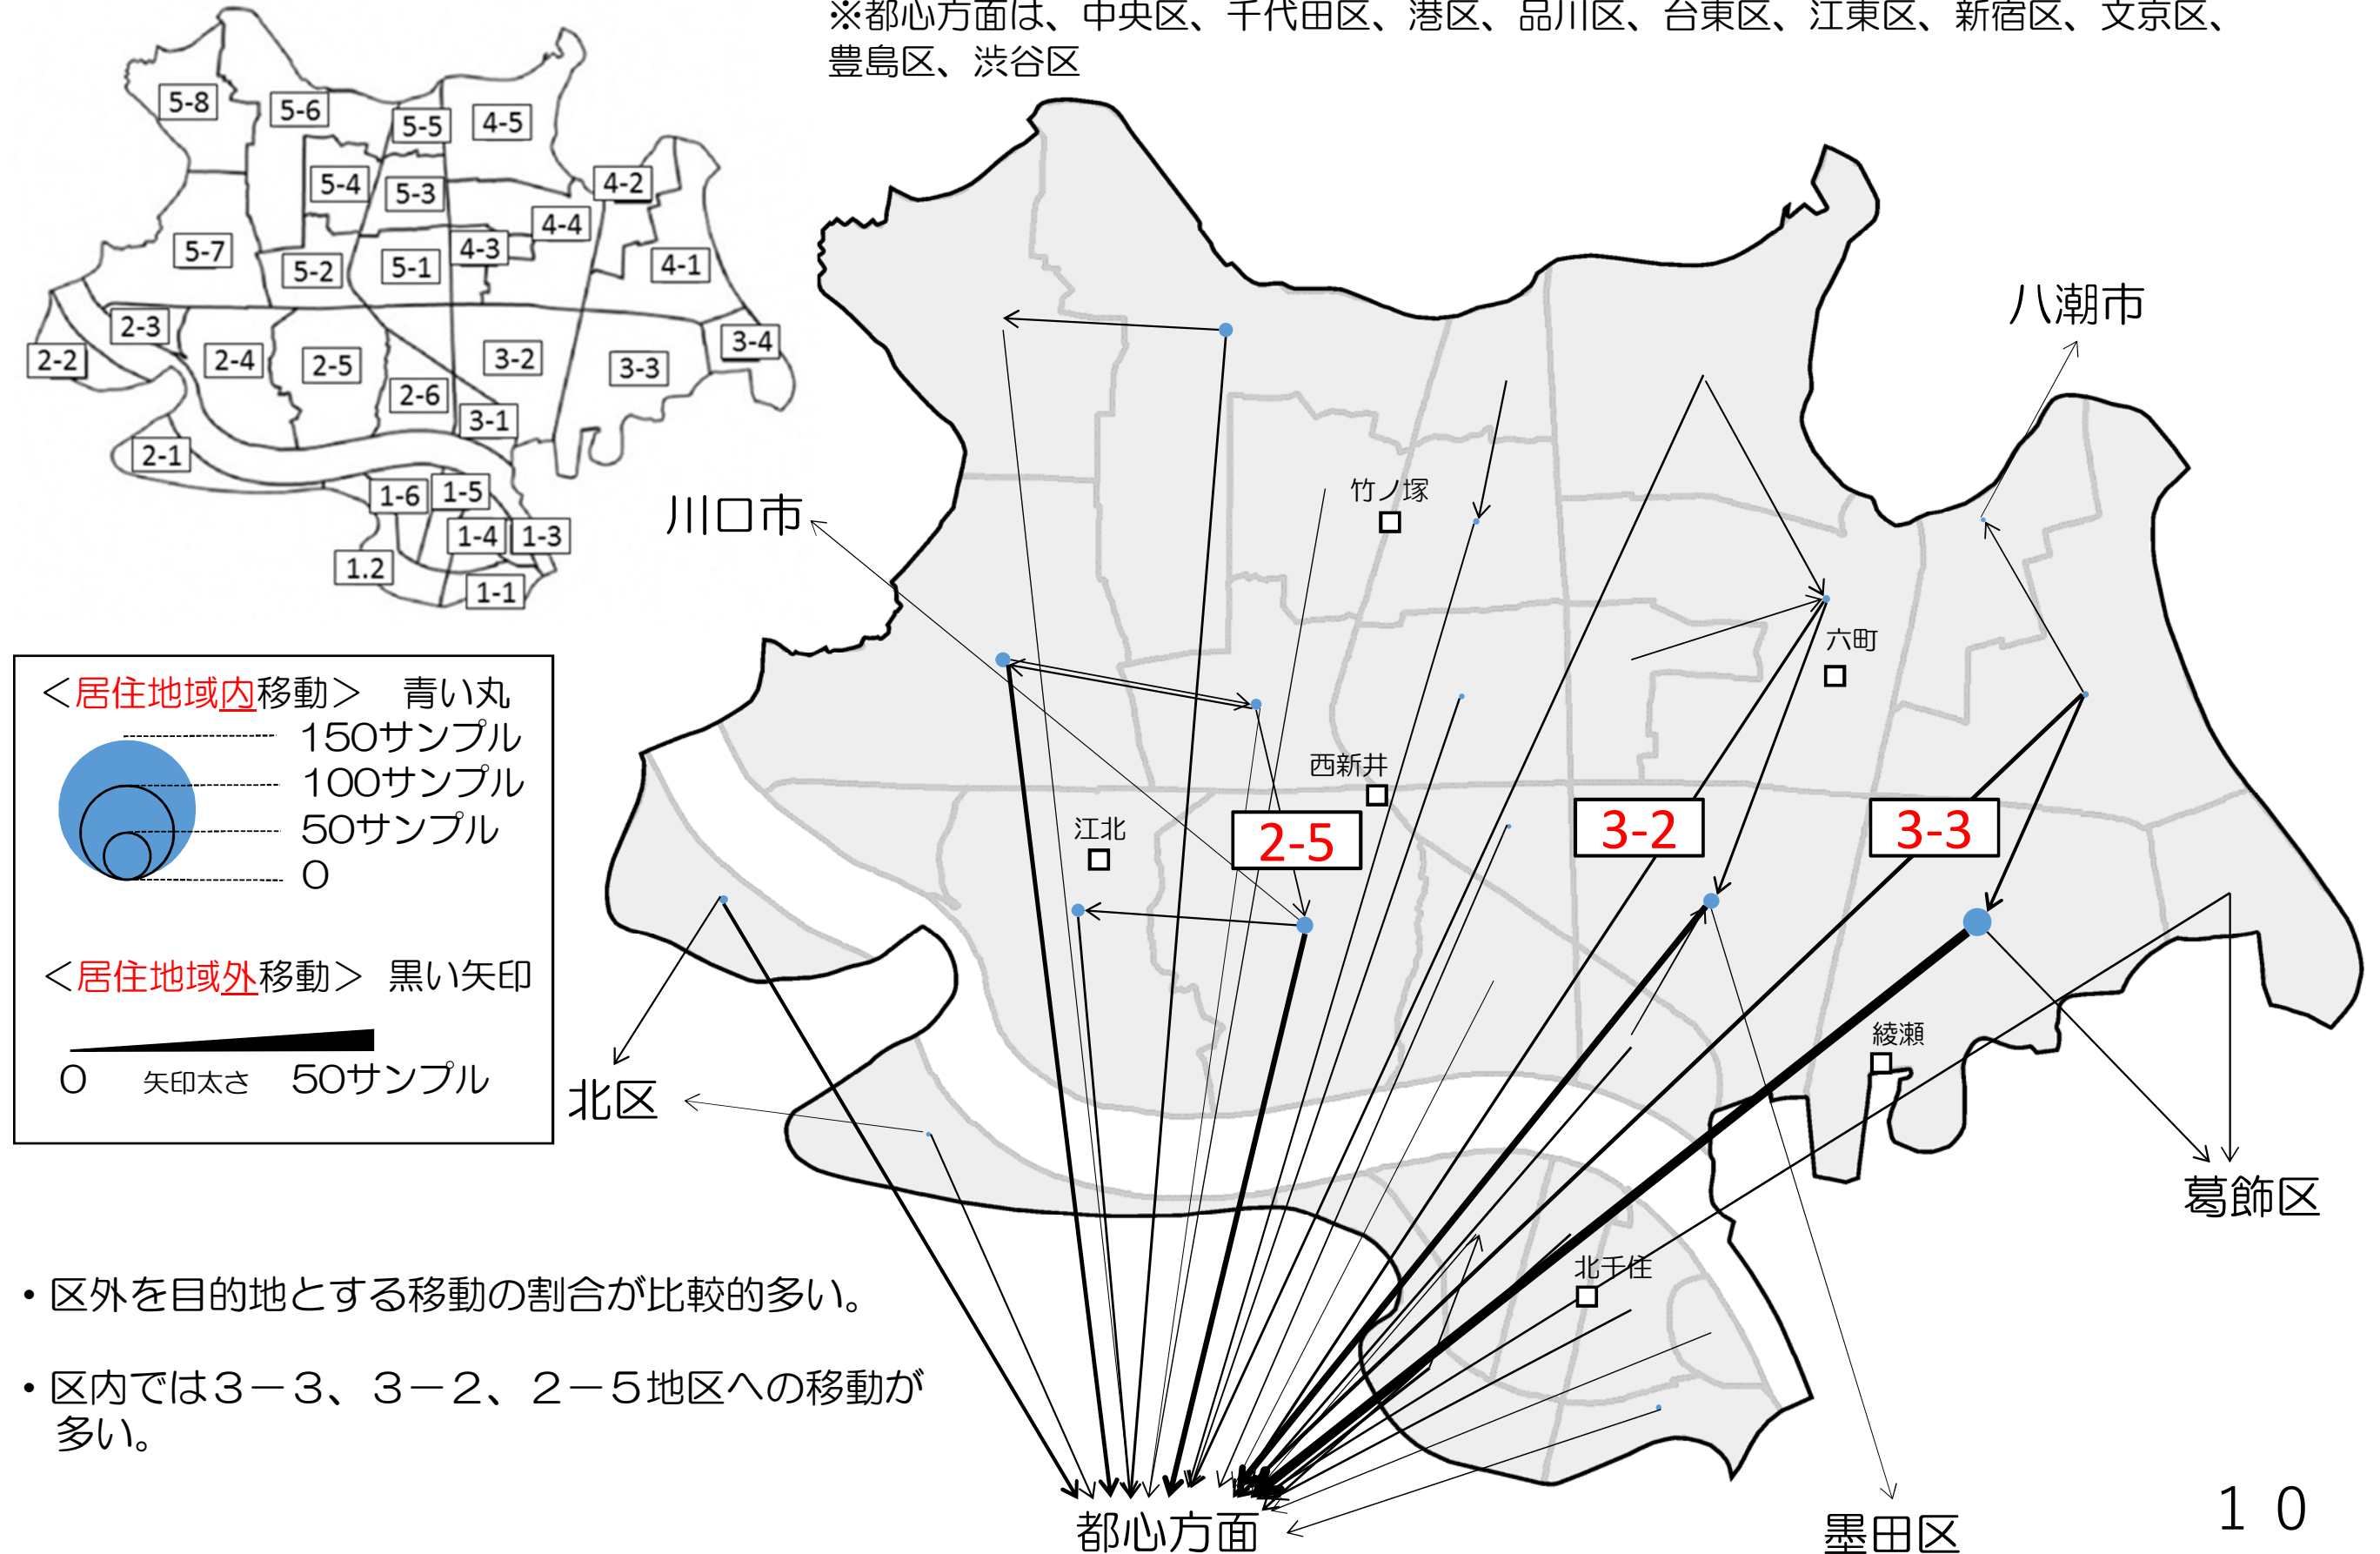 ※都心方面は、中央区、千代田区、港区、品川区、台東区、江東区、新宿区、文京区、
豊島区、渋谷区
5-8
5-6
5-5
4-5
5-4
5-3
4-2
4-4
5-7
5-2
5-1
4-3
4-1
2-3
2-2
2-4
2-5
2-6
3-2
3-3
3-4
3-1
2-1
1-6
1-5
1-4
1-3
1.2
1-1
八潮市
川口市
竹ノ塚
六町
西新井
江北
2-5
3-2
3-3
綾瀬
北区
葛飾区
北千住
都心方面
墨田区
＜居住地域内移動＞ 青い丸
150サンプル
100サンプル
50サンプル
0
＜居住地域外移動＞ 黒い矢印
0 矢印太さ 50サンプル
・区外を目的地とする移動の割合が比較的多い。
・区内では３－３、３－２、２－５地区への移動が
多い。
１０